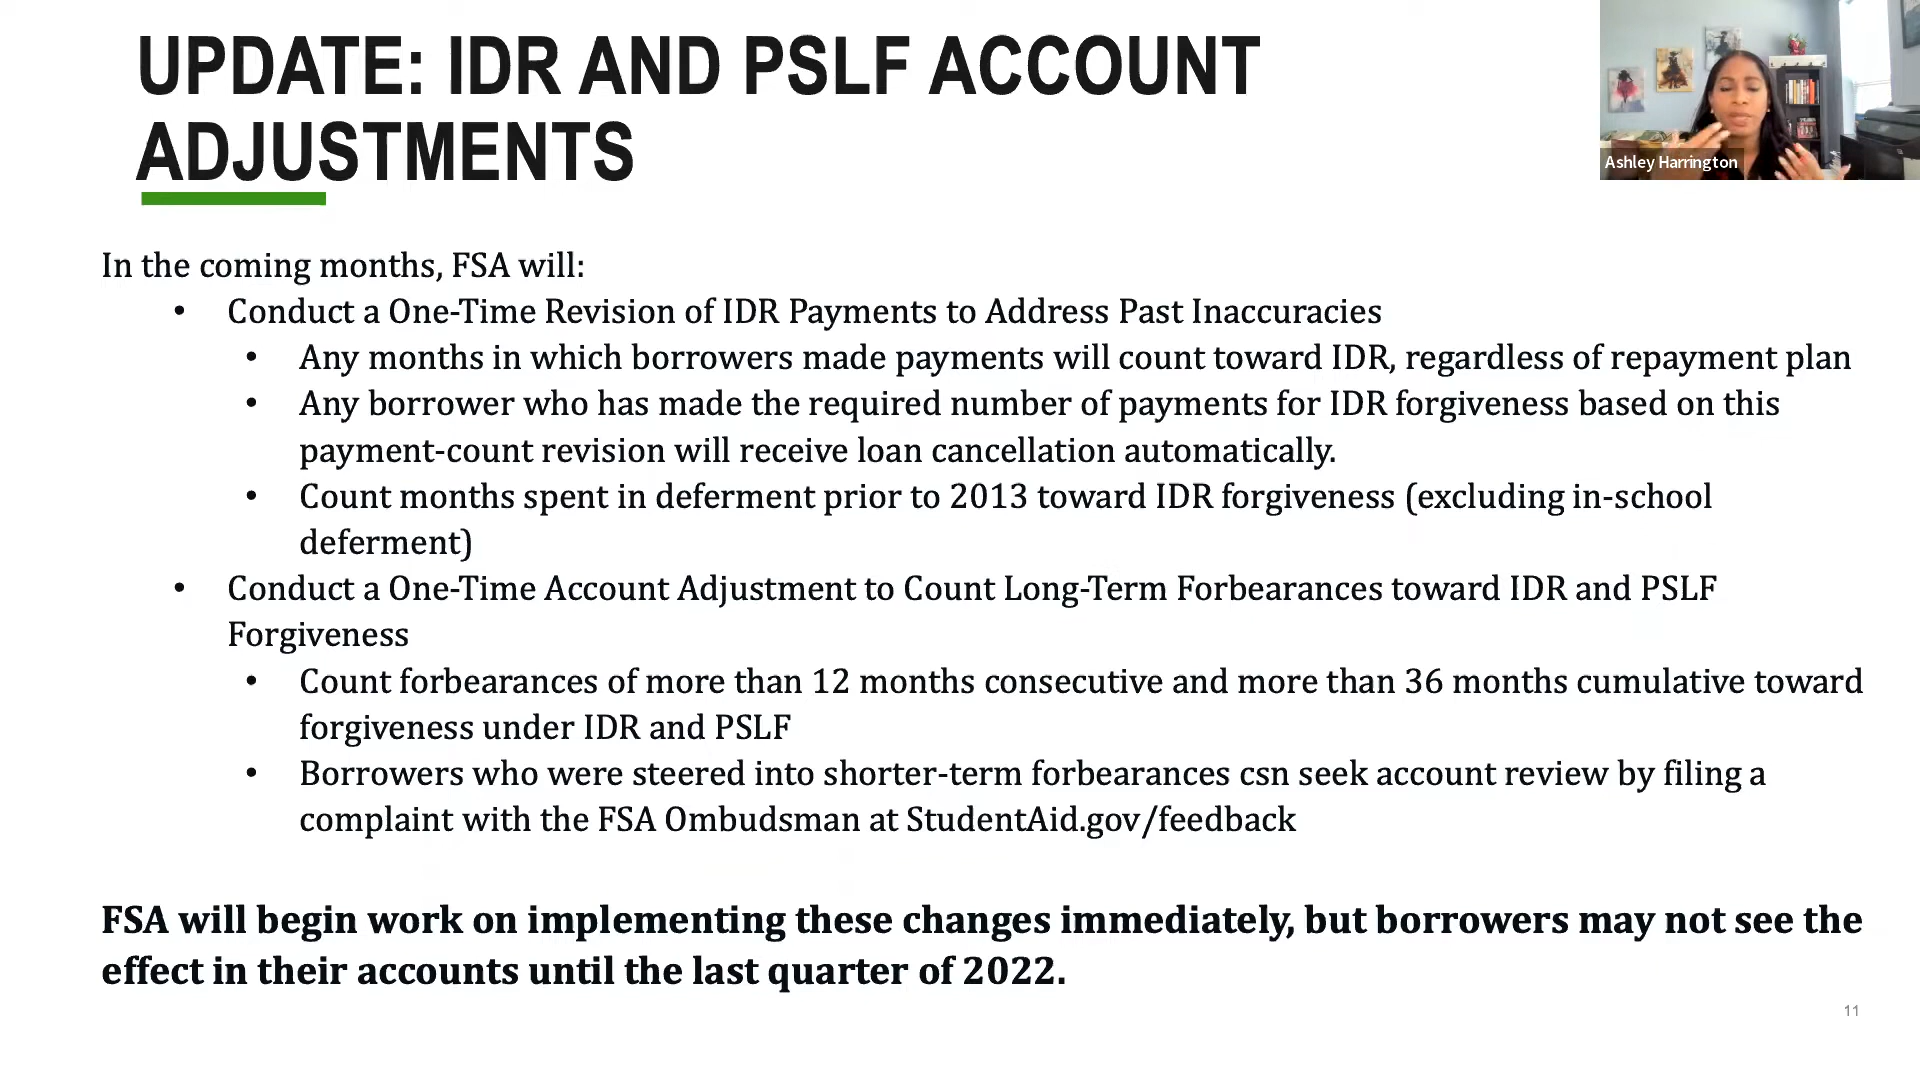 UPDATE: IDR AND PSLF ACCOUNT
ADJUSTMENTS
Ashley Harrington
In the coming months, FSA will:
• Conduct a One-Time Revision of IDR Payments to Address Past Inaccuracies
• Any months in which borrowers made payments will count toward IDR, regardless of repayment plan
• Any borrower who has made the required number of payments for IDR forgiveness based on this
payment-count revision will receive loan cancellation automatically.
• Count months spent in deferment prior to 2013 toward IDR forgiveness (excluding in-school
deferment)
• Conduct a One-Time Account Adjustment to Count Long-Term Forbearances toward IDR and PSLF
Forgiveness
• Count forbearances of more than 12 months consecutive and more than 36 months cumulative toward
forgiveness under IDR and PSLF
• Borrowers who were steered into shorter-term forbearances csn seek account review by filing a
complaint with the FSA Ombudsman at StudentAid.gov/feedback
FSA will begin work on implementing these changes immediately, but borrowers may not see the
effect in their accounts until the last quarter of 2022.
11